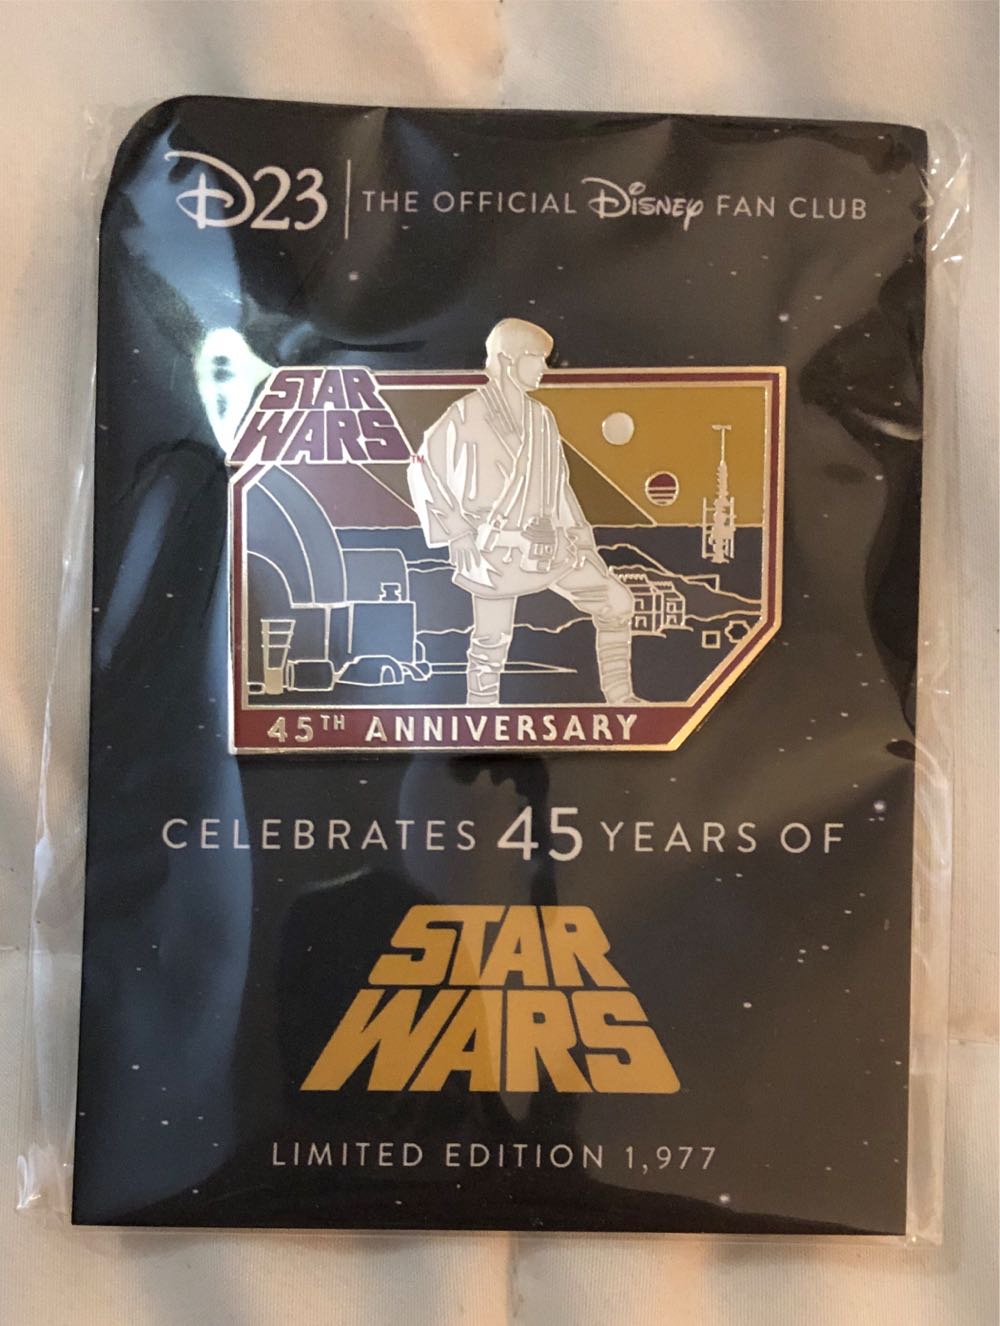 D23 | THE OFFICIAL Disney FAN CLUB
STAR
WARS™
45TH ANNIVERSARY
CELEBRATES 45 YEARS OF
STAR
WARS
LIMITED EDITION 1,977